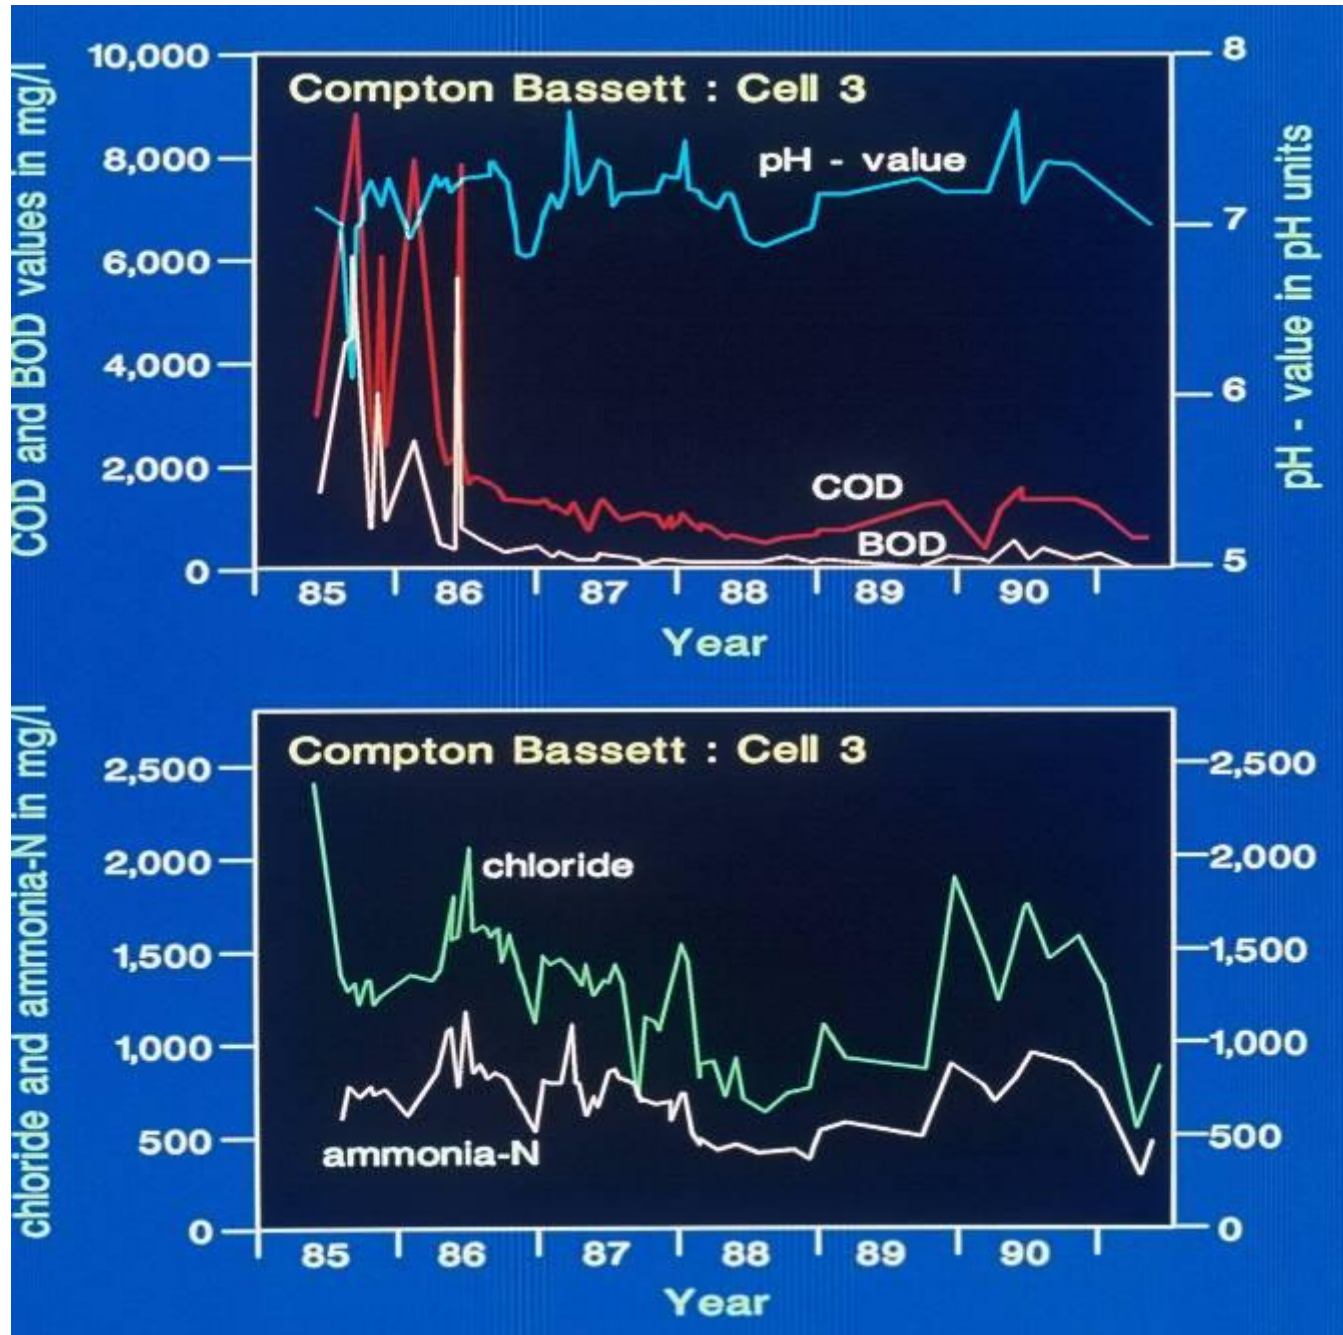 COD and BOD values in mg/l
10,000
8,000
6,000
4,000
2,000
0
Compton Bassett : Cell 3
pH - value
COD
BOD
8
7
6
5
pH - value in pH units
85 86 87 88 89 90
Year
chloride and ammonia-N in mg/l
2,500
2,000
1,500
1,000
500
0
Compton Bassett : Cell 3
chloride
ammonia-N
2,500
2,000
1,500
1,000
500
0
85 86 87 88 89 90
Year